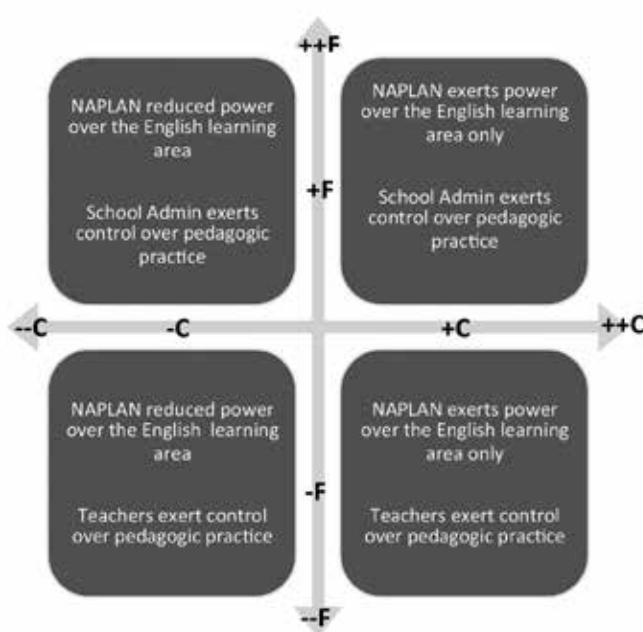 ++F
NAPLAN reduced power
over the English learning
area
School Admin exerts
control over pedagogic
practice
NAPLAN exerts power
over the English learning
area only
School Admin exerts
control over pedagogic
practice
+F
--C
-C
+C
++C
NAPLAN reduced power
over the English learning
area
Teachers exert control
over pedagogic practice
NAPLAN exerts power
over the English learning
area only
Teachers exert control
over pedagogic practice
-F
--F